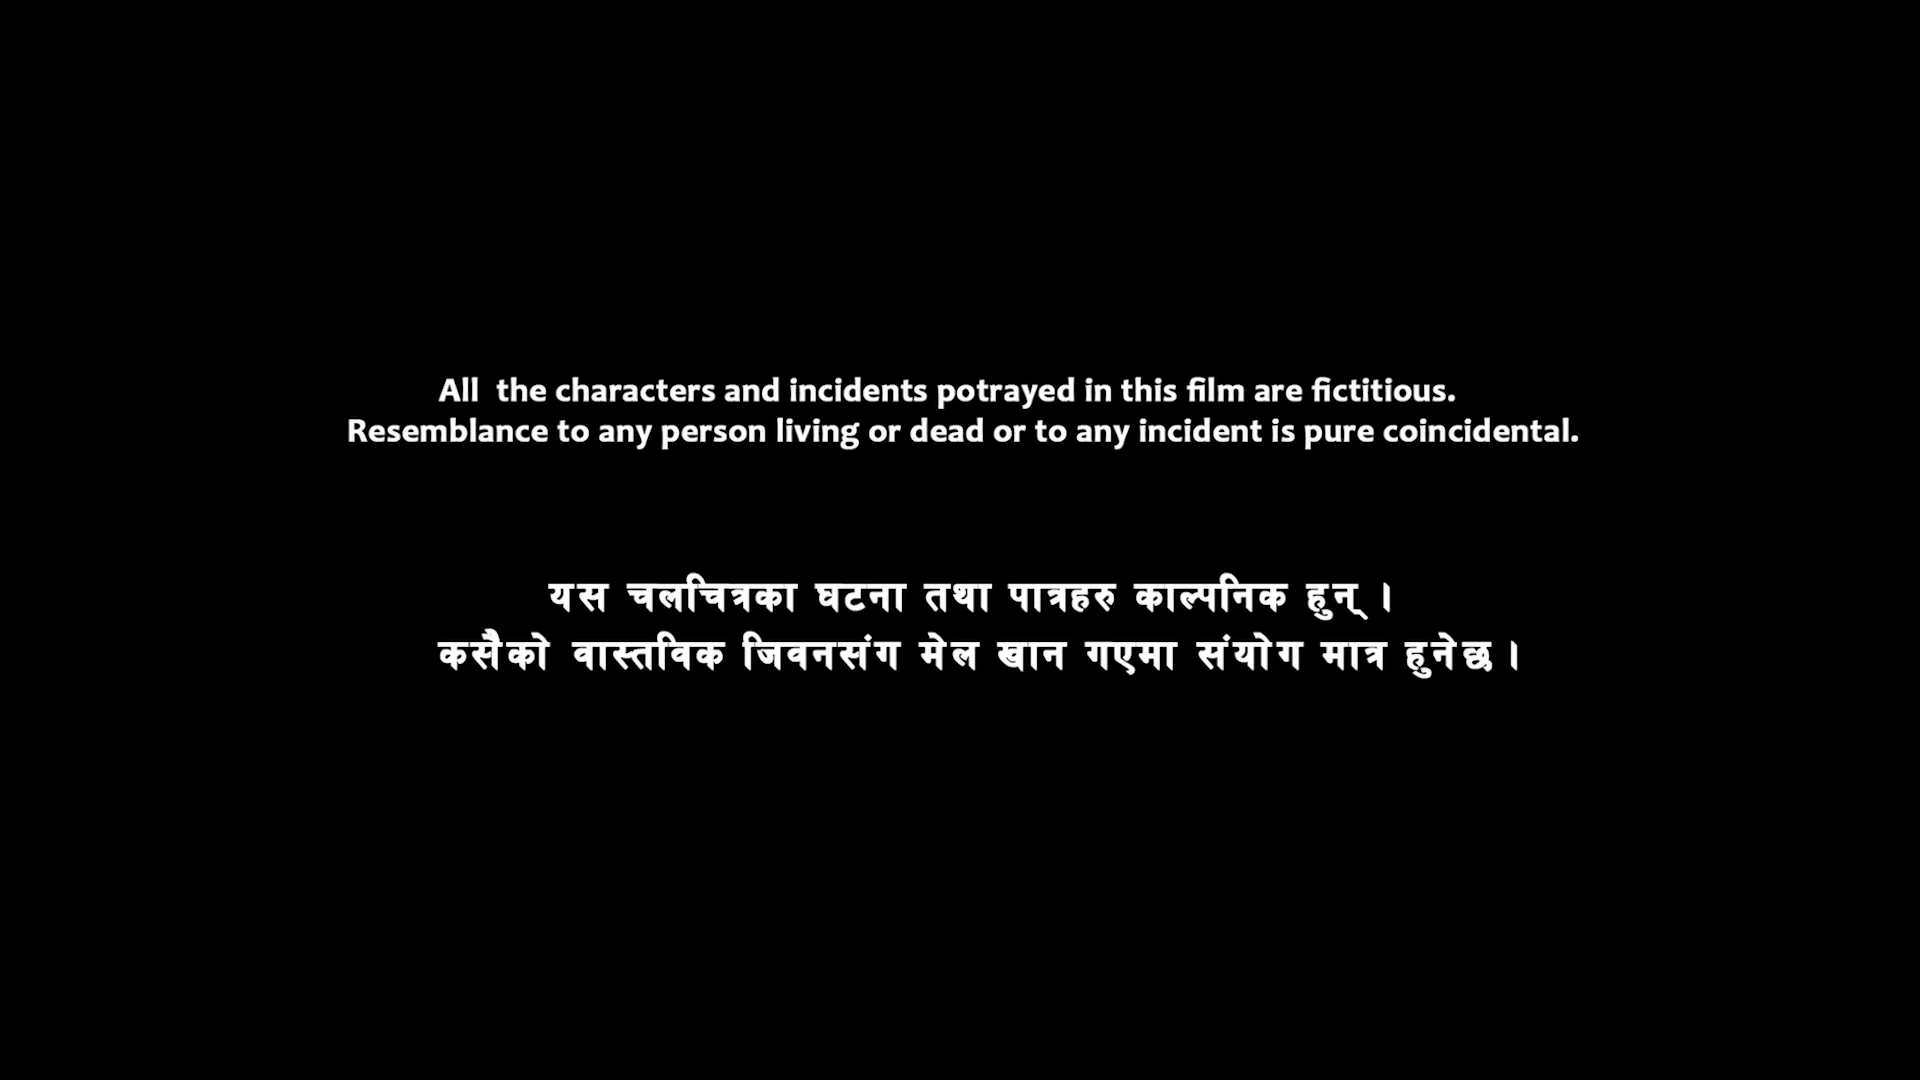 All  the characters and incidents potrayed in this film are fictitious.
Resemblance to any person living or dead or to any incident is pure coincidental.
यस चलचित्रका घटना तथा पात्रहरु काल्पनिक हुन् ।
कसैको वास्तविक जिवनसंग मेल खान गएमा संयोग मात्र हुनेछ ।